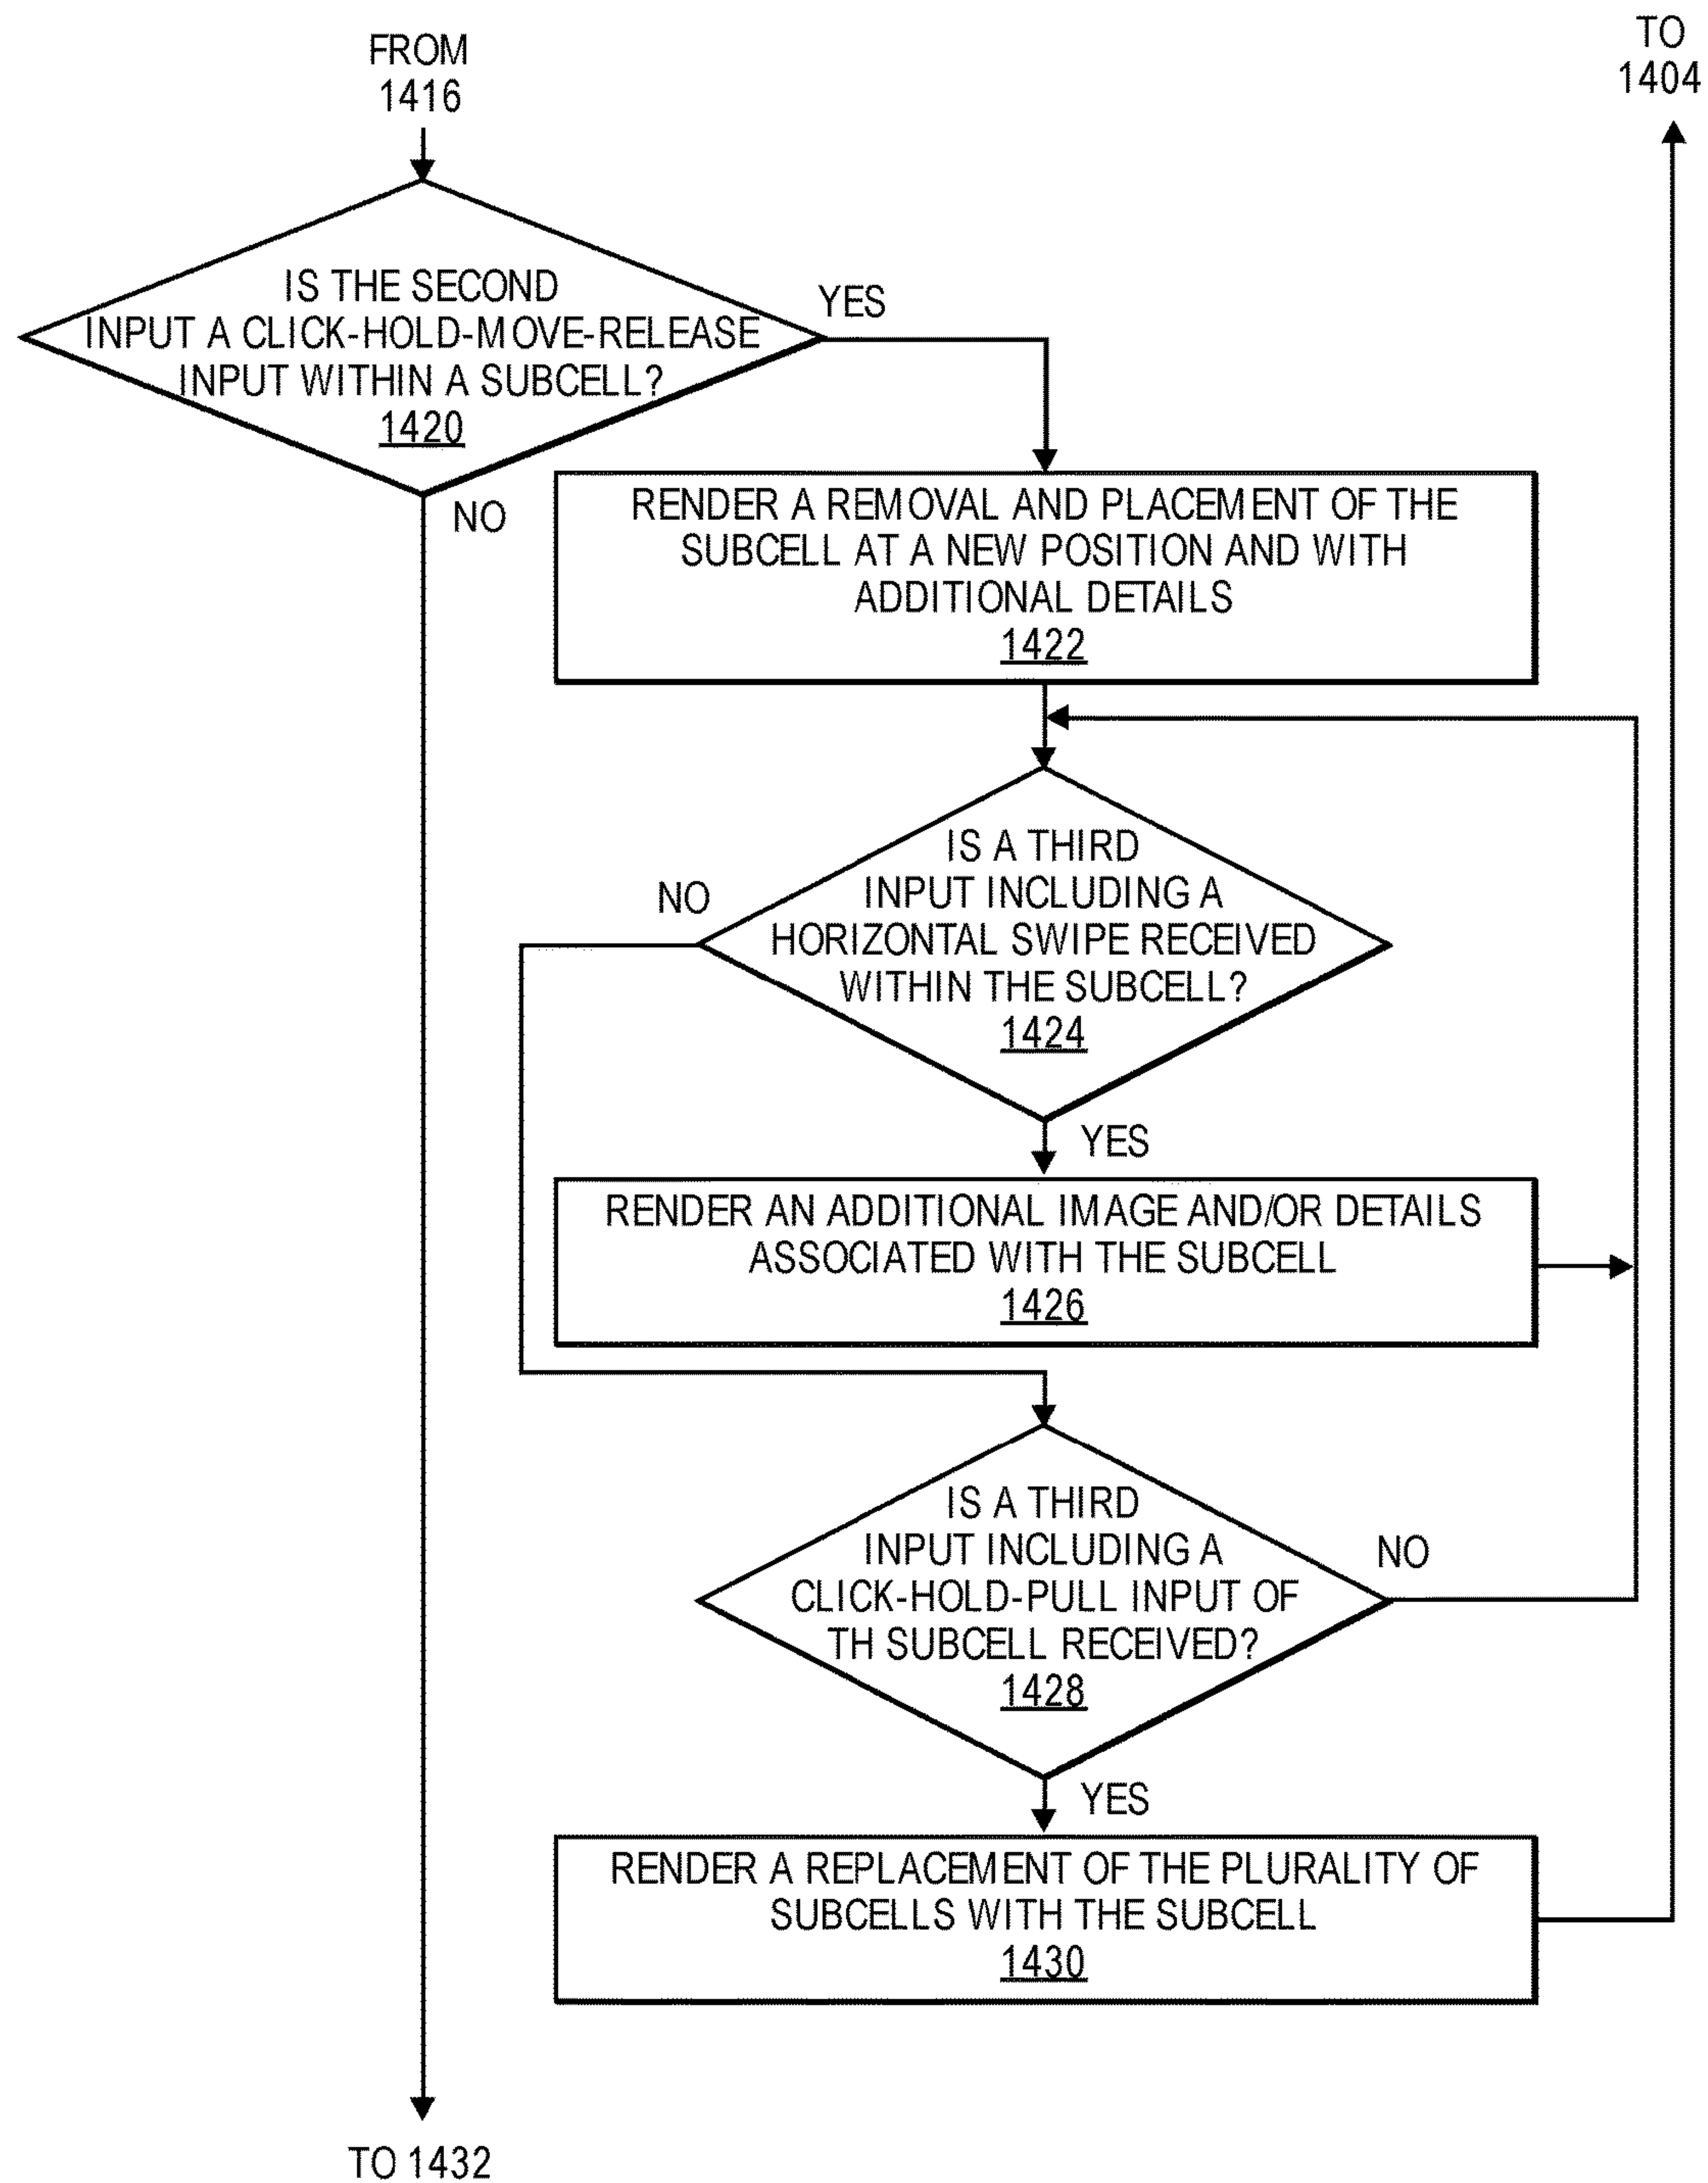 FROM
1416
TO
1404
IS THE SECOND
INPUT A CLICK-HOLD-MOVE-RELEASE
INPUT WITHIN A SUBCELL?
1420
YES
NO
RENDER A REMOVAL AND PLACEMENT OF THE
SUBCELL AT A NEW POSITION AND WITH
ADDITIONAL DETAILS
1422
IS A THIRD
INPUT INCLUDING A
HORIZONTAL SWIPE RECEIVED
WITHIN THE SUBCELL?
1424
NO
YES
RENDER AN ADDITIONAL IMAGE AND/OR DETAILS
ASSOCIATED WITH THE SUBCELL
1426
IS A THIRD
INPUT INCLUDING A
CLICK-HOLD-PULL INPUT OF
TH SUBCELL RECEIVED?
1428
NO
YES
RENDER A REPLACEMENT OF THE PLURALITY OF
SUBCELLS WITH THE SUBCELL
1430
TO 1432